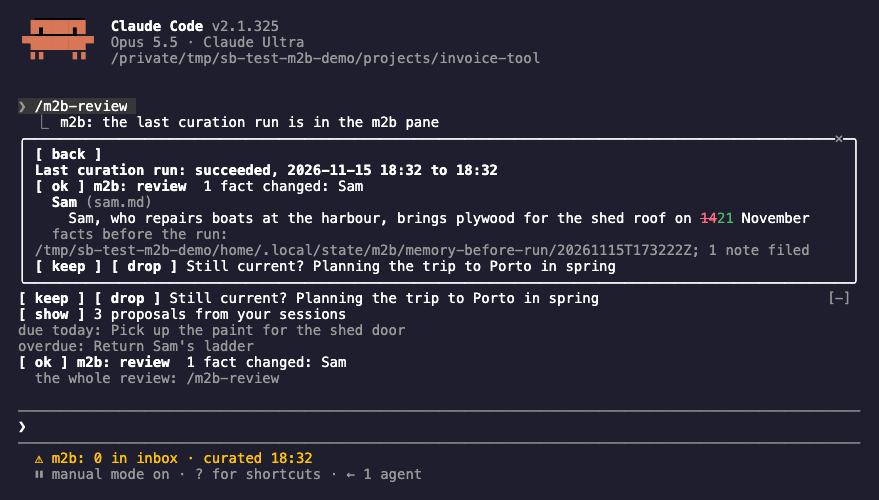 Claude Code v2.1.325
Opus 5.5 · Claude Ultra
/private/tmp/sb-test-m2b-demo/projects/invoice-tool
❯ /m2b-review
⎿ m2b: the last curation run is in the m2b pane
×
[ back ]
Last curation run: succeeded, 2026-11-15 18:32 to 18:32
[ ok ] m2b: review 1 fact changed: Sam
Sam (sam.md)
Sam, who repairs boats at the harbour, brings plywood for the shed roof on 1421 November
facts before the run:
/tmp/sb-test-m2b-demo/home/.local/state/m2b/memory-before-run/20261115T173222Z; 1 note filed
[ keep ] [ drop ] Still current? Planning the trip to Porto in spring
[ keep ] [ drop ] Still current? Planning the trip to Porto in spring [−]
[ show ] 3 proposals from your sessions
due today: Pick up the paint for the shed door
overdue: Return Sam's ladder
[ ok ] m2b: review 1 fact changed: Sam
the whole review: /m2b-review
❯
⚠ m2b: 0 in inbox · curated 18:32
⏸ manual mode on · ? for shortcuts · ← 1 agent